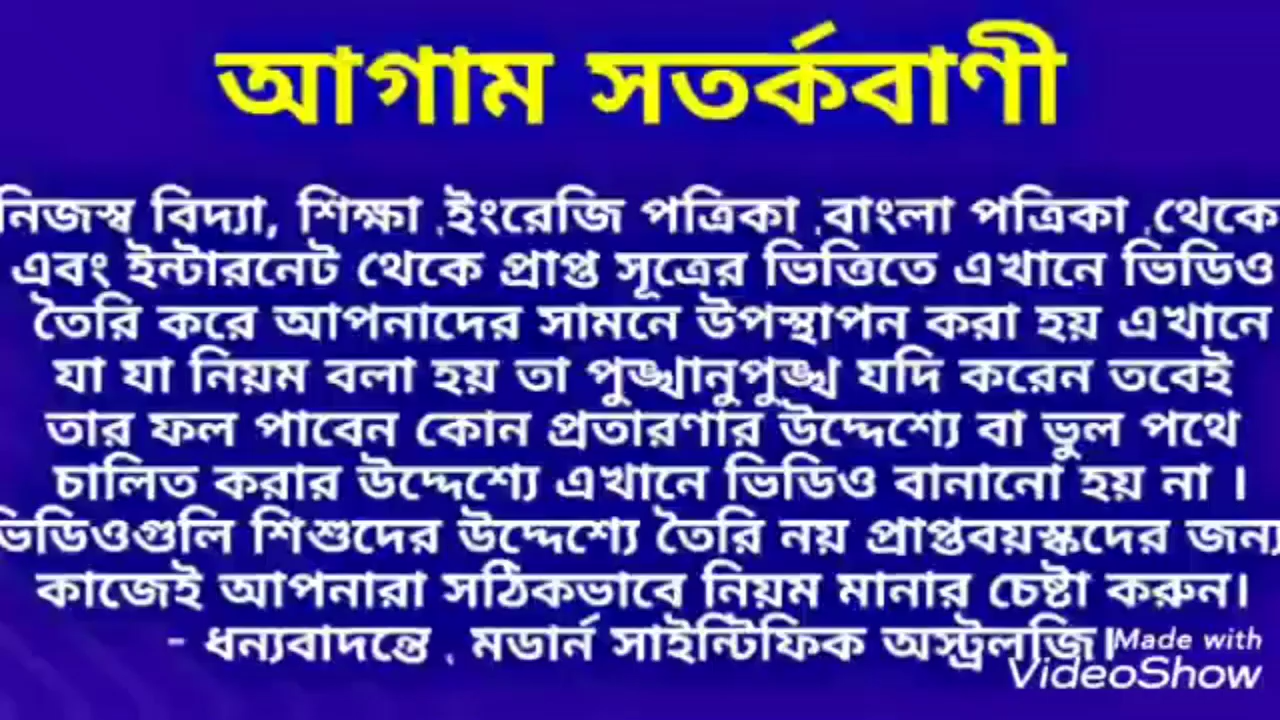 আগাম সতর্কবাণী
নিজস্ব বিদ্যা, শিক্ষা ,ইংরেজি পত্রিকা ,বাংলা পত্রিকা ,থেকে
এবং ইন্টারনেট থেকে প্রাপ্ত সূত্রের ভিত্তিতে এখানে ভিডিও
তৈরি করে আপনাদের সামনে উপস্থাপন করা হয় এখানে
যা যা নিয়ম বলা হয় তা পুঙ্খানুপুঙ্খ যদি করেন তবেই
তার ফল পাবেন কোন প্রতারণার উদ্দেশ্যে বা ভুল পথে
চালিত করার উদ্দেশ্যে এখানে ভিডিও বানানো হয় না ।
ভিডিওগুলি শিশুদের উদ্দেশ্যে তৈরি নয় প্রাপ্তবয়স্কদের জন্য
কাজেই আপনারা সঠিকভাবে নিয়ম মানার চেষ্টা করুন।
- ধন্যবাদন্তে , মডার্ন সাইন্টিফিক অস্ট্রলজি।
Made with
VideoShow